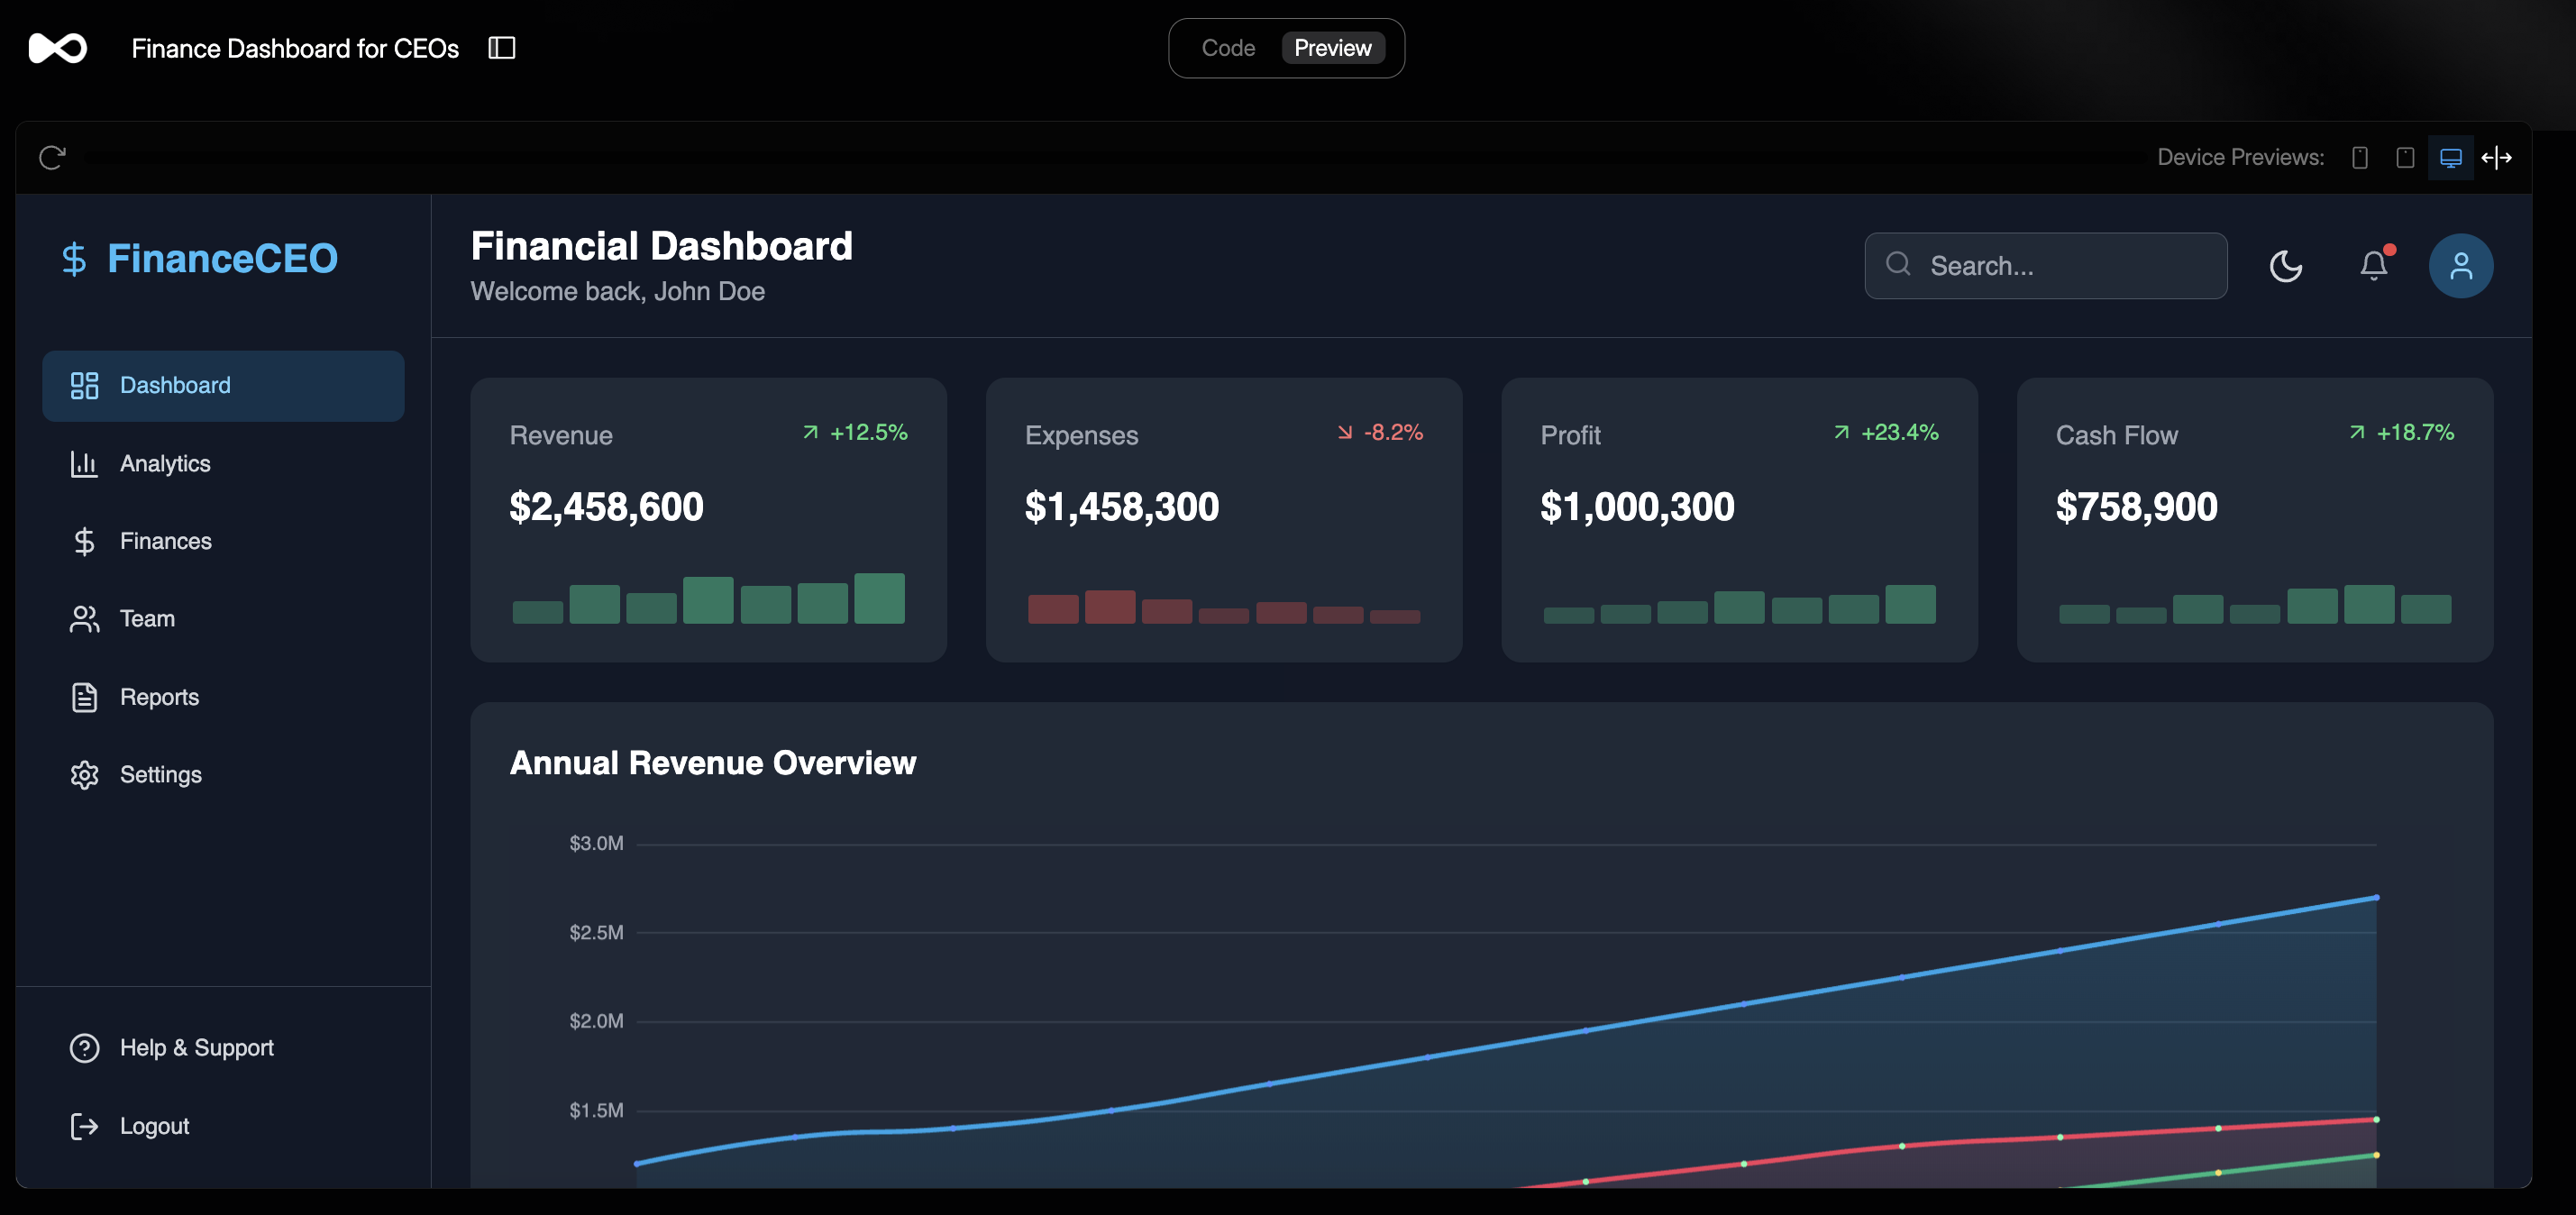 Finance Dashboard for CEOs
Code Preview
Device Previews:
FinanceCEO
Dashboard
Analytics
Finances
Team
Reports
Settings
Help & Support
Logout
Financial Dashboard
Welcome back, John Doe
Search...
Revenue +12.5%
$2,458,600
Expenses -8.2%
$1,458,300
Profit +23.4%
$1,000,300
Cash Flow +18.7%
$758,900
Annual Revenue Overview
$3.0M
$2.5M
$2.0M
$1.5M